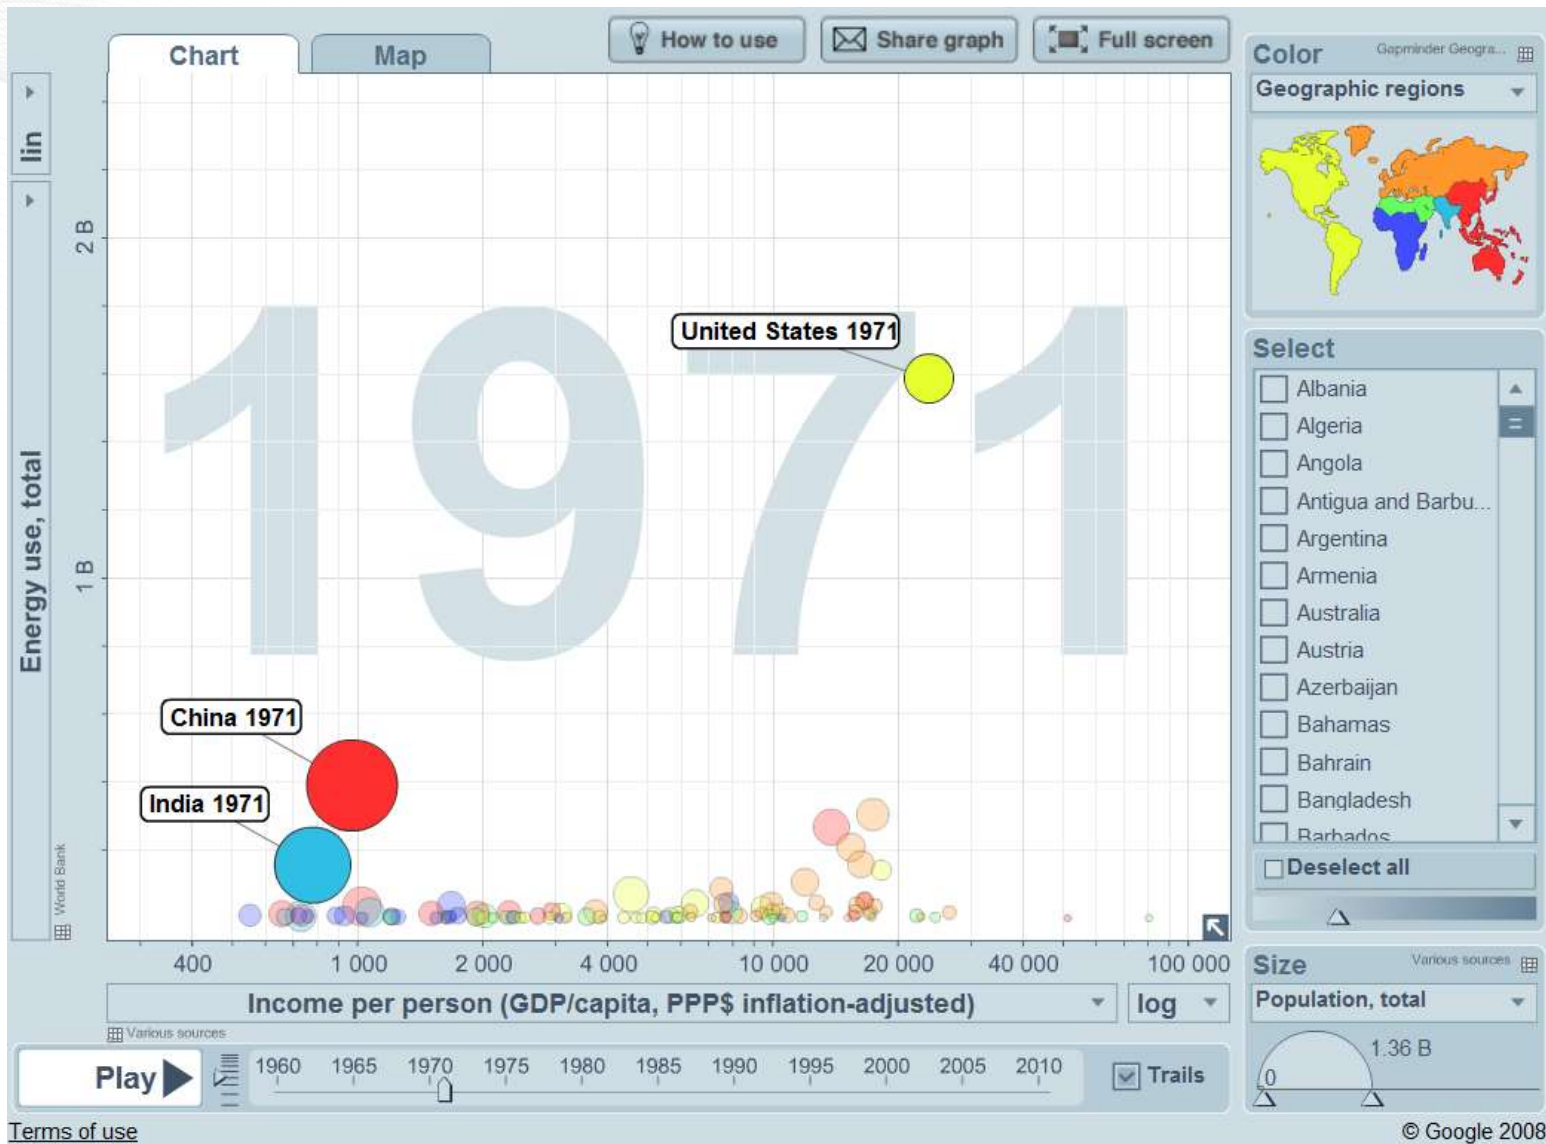 Chart
Map
How to use
Share graph
Full screen
lin
Energy use, total
World Bank
2 B
1 B
1971
United States 1971
China 1971
India 1971
400
1 000
2 000
4 000
10 000
20 000
40 000
100 000
Income per person (GDP/capita, PPP$ inflation-adjusted)
log
Various sources
Play
1960 1965 1970 1975 1980 1985 1990 1995 2000 2005 2010
Trails
Color
Gapminder Geogra...
Geographic regions
Select
Albania
Algeria
Angola
Antigua and Barbu...
Argentina
Armenia
Australia
Austria
Azerbaijan
Bahamas
Bahrain
Bangladesh
Barbados
Deselect all
Size
Various sources
Population, total
1.36 B
0
Terms of use
© Google 2008